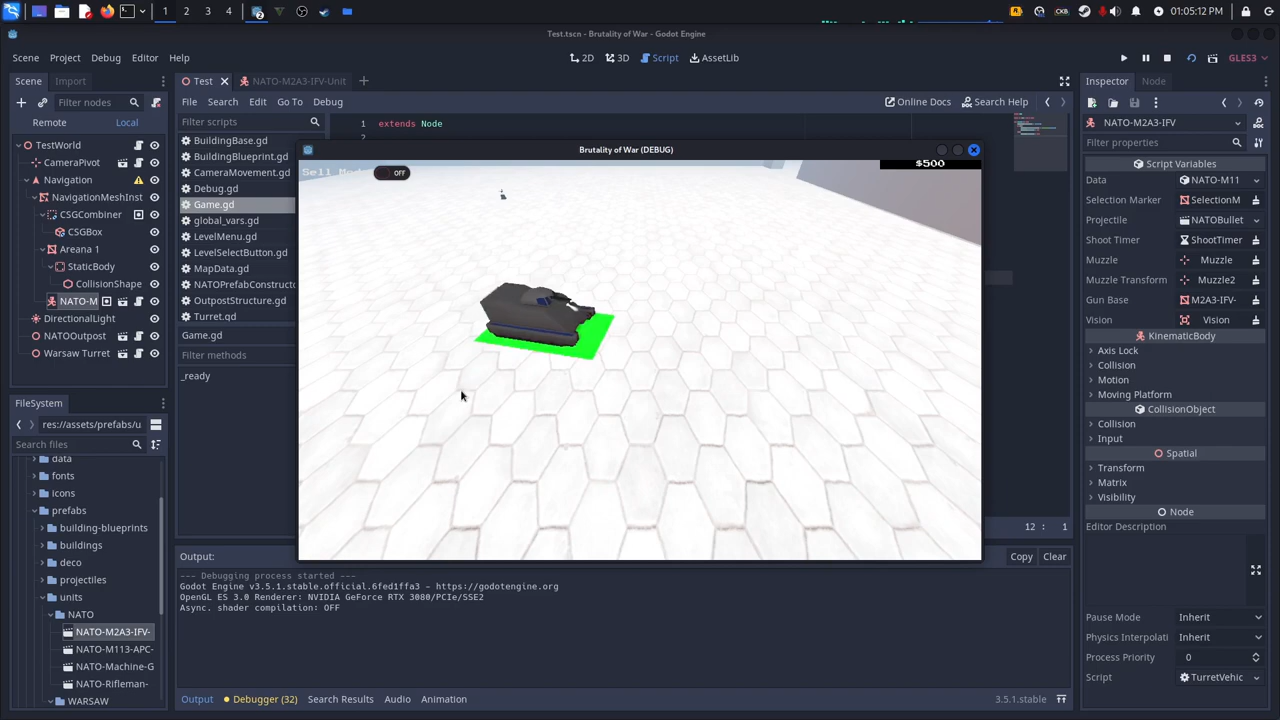 1 2 3 4
2
01:05:12
Test.tscn - Brutality of War - Godot Engine
Scene Project Debug Editor Help
2D 3D Script AssetLib
GLES3
Scene Import
Test
NATO-M2A3-IFV-Unit
Inspector Node
Filter nodes
File Search Edit Go To Debug
Online Docs Search Help
Remote Local
Filter scripts
1 extends Node
2
NATO-M2A3-IFV
Filter properties
TestWorld
CameraPivot
Navigation
NavigationMeshInst
CSGCombiner
CSGBox
Areana 1
StaticBody
CollisionShape
NATO-M
DirectionalLight
NATOOutpost
Warsaw Turret
BuildingBase.gd
BuildingBlueprint.gd
CameraMovement.gd
Debug.gd
Game.gd
global_vars.gd
LevelMenu.gd
LevelSelectButton.gd
MapData.gd
NATOPrefabConstructo
OutpostStructure.gd
Turret.gd
Game.gd
Filter methods
_ready
Brutality of War (DEBUG)
OFF
$500
12 : 1
Script Variables
Data NATO-M11
Selection Marker SelectionM
Projectile NATOBullet
Shoot Timer ShootTimer
Muzzle Muzzle
Muzzle Transform Muzzle2
Gun Base M2A3-IFV-
Vision Vision
KinematicBody
Axis Lock
Collision
Motion
Moving Platform
CollisionObject
Collision
Input
Spatial
Transform
Matrix
Visibility
Node
Editor Description
Pause Mode Inherit
Physics Interpolati Inherit
Process Priority 0
Script TurretVehic
FileSystem
res://assets/prefabs/u
Search files
data
fonts
icons
prefabs
building-blueprints
buildings
deco
projectiles
units
NATO
NATO-M2A3-IFV-
NATO-M113-APC-
NATO-Machine-G
NATO-Rifleman-
WARSAW
Output:
Copy Clear
--- Debugging process started ---
Godot Engine v3.5.1.stable.official.6fed1ffa3 - https://godotengine.org
OpenGL ES 3.0 Renderer: NVIDIA GeForce RTX 3080/PCIe/SSE2
Async. shader compilation: OFF
Output Debugger (32) Search Results Audio Animation
3.5.1.stable